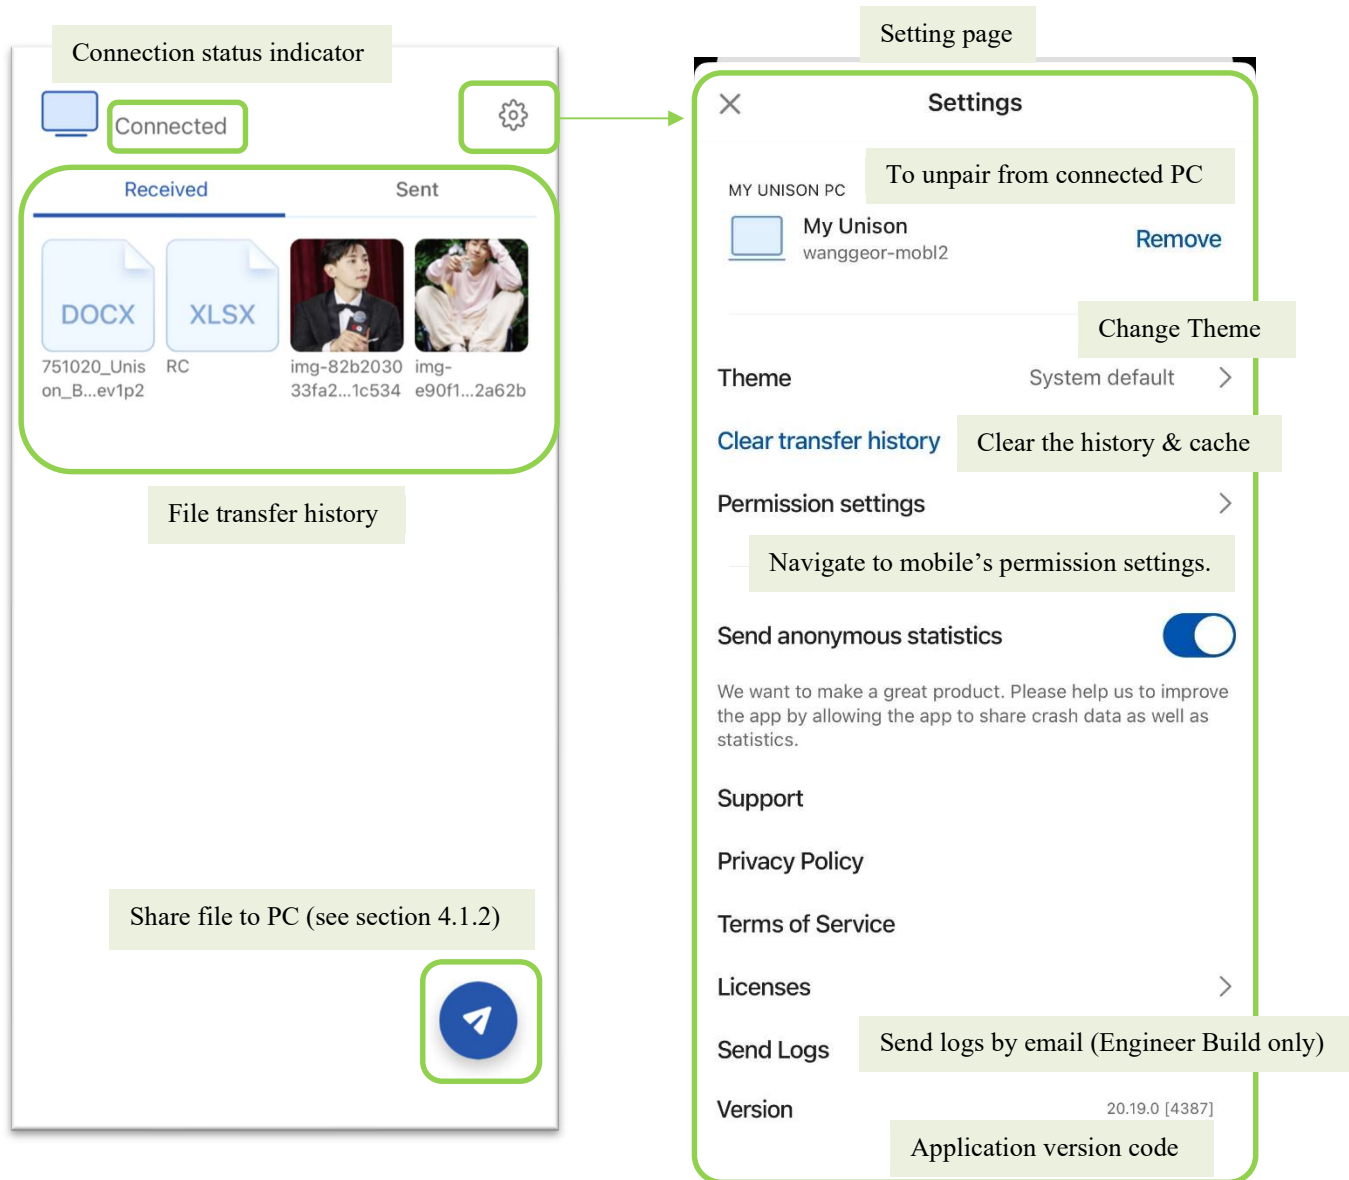 Connection status indicator
Connected
Received
Sent
DOCX
XLSX
751020_Unis
on_B...ev1p2
RC
img-82b2030
33fa2...1c534
img-
e90f1...2a62b
File transfer history
Share file to PC (see section 4.1.2)
Setting page
Settings
To unpair from connected PC
MY UNISON PC
My Unison
wanggeor-mobl2
Remove
Change Theme
Theme
System default
Clear transfer history
Clear the history & cache
Permission settings
Navigate to mobile’s permission settings.
Send anonymous statistics
We want to make a great product. Please help us to improve
the app by allowing the app to share crash data as well as
statistics.
Support
Privacy Policy
Terms of Service
Licenses
Send Logs
Send logs by email (Engineer Build only)
Version
20.19.0 [4387]
Application version code